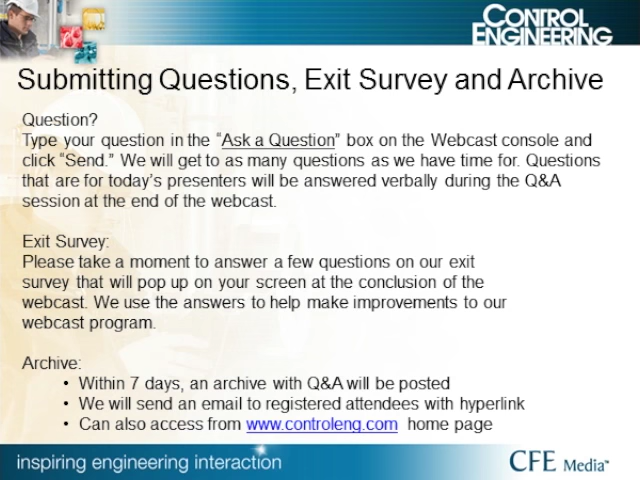 CONTROL
ENGINEERING
Submitting Questions, Exit Survey and Archive
Question?
Type your question in the “Ask a Question” box on the Webcast console and
click “Send.” We will get to as many questions as we have time for. Questions
that are for today’s presenters will be answered verbally during the Q&A
session at the end of the webcast.
Exit Survey:
Please take a moment to answer a few questions on our exit
survey that will pop up on your screen at the conclusion of the
webcast. We use the answers to help make improvements to our
webcast program.
Archive:
• Within 7 days, an archive with Q&A will be posted
• We will send an email to registered attendees with hyperlink
• Can also access from www.controleng.com home page
inspiring engineering interaction
CFE Media™